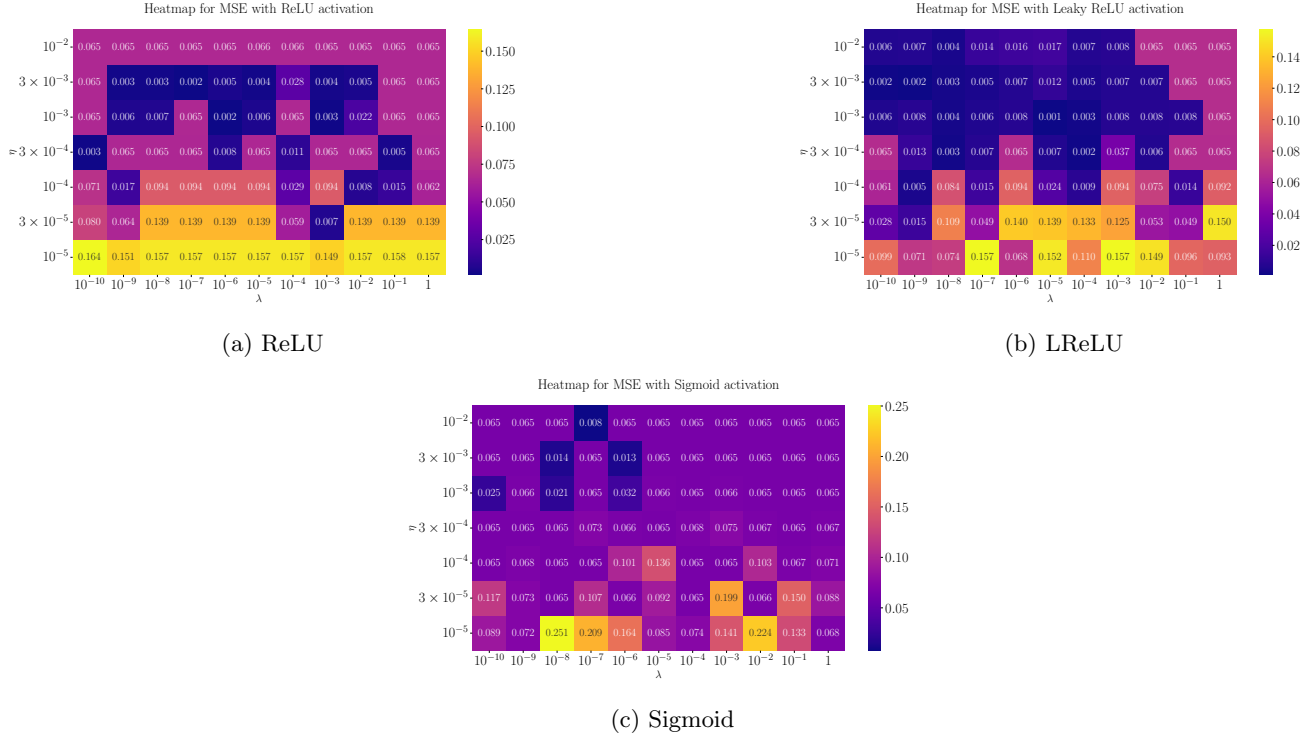 Heatmap for MSE with ReLU activation
10⁻² 0.065 0.065 0.065 0.065 0.065 0.066 0.066 0.065 0.065 0.065 0.065
3 × 10⁻³ 0.065 0.003 0.003 0.002 0.005 0.004 0.028 0.004 0.005 0.065 0.065
10⁻³ 0.065 0.006 0.007 0.065 0.002 0.006 0.065 0.003 0.022 0.065 0.065
η 3 × 10⁻⁴ 0.003 0.065 0.065 0.065 0.008 0.065 0.011 0.065 0.065 0.005 0.065
10⁻⁴ 0.071 0.017 0.094 0.094 0.094 0.094 0.029 0.094 0.008 0.015 0.062
3 × 10⁻⁵ 0.080 0.064 0.139 0.139 0.139 0.139 0.059 0.007 0.139 0.139 0.139
10⁻⁵ 0.164 0.151 0.157 0.157 0.157 0.157 0.157 0.149 0.157 0.158 0.157
10⁻¹⁰ 10⁻⁹ 10⁻⁸ 10⁻⁷ 10⁻⁶ 10⁻⁵ 10⁻⁴ 10⁻³ 10⁻² 10⁻¹ 1
λ
0.150
0.125
0.100
0.075
0.050
0.025
(a) ReLU
Heatmap for MSE with Leaky ReLU activation
10⁻² 0.006 0.007 0.004 0.014 0.016 0.017 0.007 0.008 0.065 0.065 0.065
3 × 10⁻³ 0.002 0.002 0.003 0.005 0.007 0.012 0.005 0.007 0.007 0.065 0.065
10⁻³ 0.006 0.008 0.004 0.005 0.008 0.001 0.003 0.008 0.008 0.008 0.065
η 3 × 10⁻⁴ 0.065 0.013 0.003 0.007 0.065 0.007 0.002 0.037 0.006 0.065 0.065
10⁻⁴ 0.061 0.005 0.084 0.015 0.094 0.024 0.009 0.094 0.075 0.014 0.092
3 × 10⁻⁵ 0.028 0.015 0.109 0.049 0.140 0.139 0.133 0.125 0.053 0.049 0.150
10⁻⁵ 0.099 0.071 0.074 0.157 0.068 0.152 0.110 0.157 0.149 0.096 0.093
10⁻¹⁰ 10⁻⁹ 10⁻⁸ 10⁻⁷ 10⁻⁶ 10⁻⁵ 10⁻⁴ 10⁻³ 10⁻² 10⁻¹ 1
λ
0.14
0.12
0.10
0.08
0.06
0.04
0.02
(b) LReLU
Heatmap for MSE with Sigmoid activation
10⁻² 0.065 0.065 0.065 0.008 0.065 0.065 0.065 0.065 0.065 0.065 0.065
3 × 10⁻³ 0.065 0.065 0.014 0.065 0.013 0.065 0.065 0.065 0.065 0.065 0.065
10⁻³ 0.025 0.066 0.021 0.065 0.032 0.066 0.065 0.066 0.065 0.065 0.065
η 3 × 10⁻⁴ 0.065 0.065 0.065 0.073 0.066 0.065 0.068 0.075 0.067 0.065 0.067
10⁻⁴ 0.065 0.068 0.065 0.065 0.101 0.136 0.065 0.065 0.103 0.067 0.071
3 × 10⁻⁵ 0.117 0.073 0.065 0.107 0.066 0.092 0.065 0.199 0.066 0.150 0.088
10⁻⁵ 0.089 0.072 0.251 0.209 0.164 0.085 0.074 0.141 0.224 0.133 0.068
10⁻¹⁰ 10⁻⁹ 10⁻⁸ 10⁻⁷ 10⁻⁶ 10⁻⁵ 10⁻⁴ 10⁻³ 10⁻² 10⁻¹ 1
λ
0.25
0.20
0.15
0.10
0.05
(c) Sigmoid